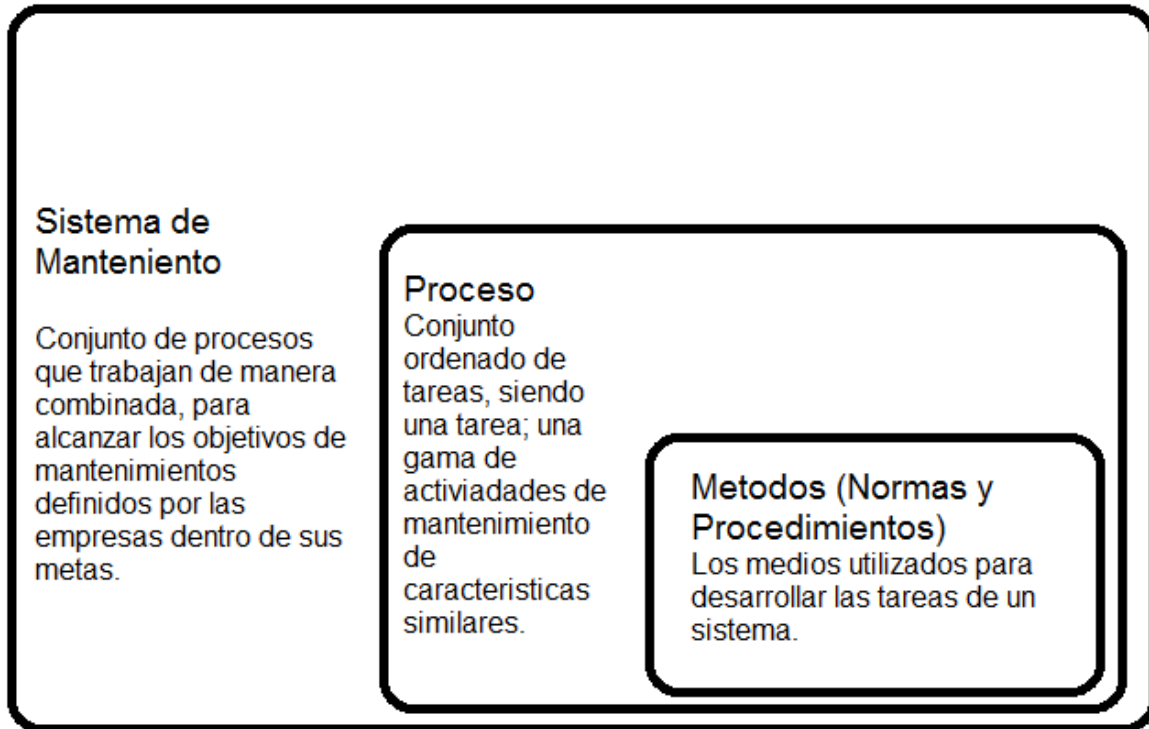 Sistema de
Manteniento
Conjunto de procesos
que trabajan de manera
combinada, para
alcanzar los objetivos de
mantenimientos
definidos por las
empresas dentro de sus
metas.
Proceso
Conjunto
ordenado de
tareas, siendo
una tarea; una
gama de
activiadades de
mantenimiento
de
caracteristicas
similares.
Metodos (Normas y
Procedimientos)
Los medios utilizados para
desarrollar las tareas de un
sistema.